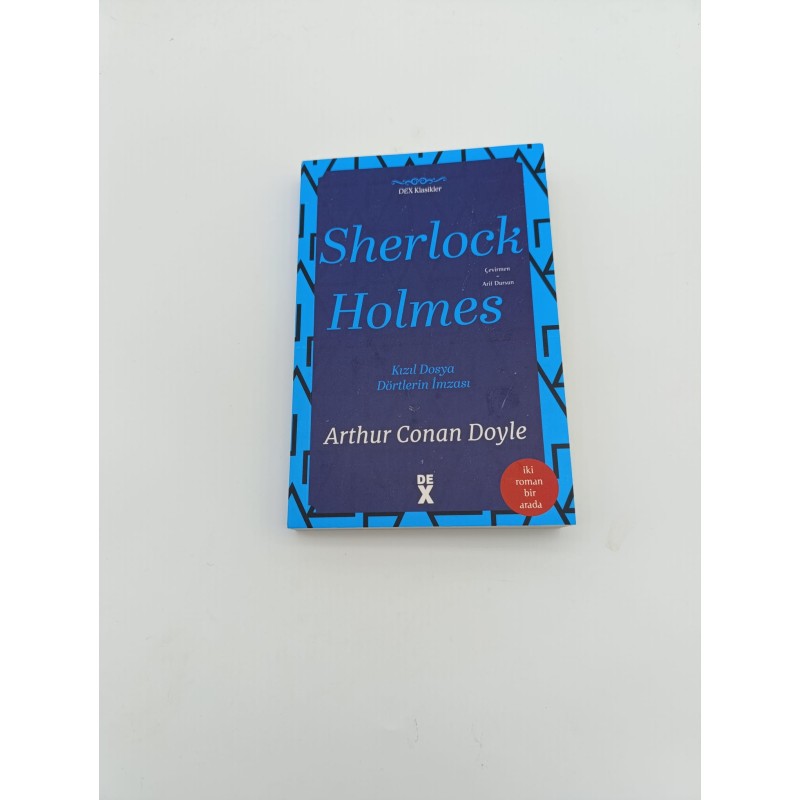 DEX Klasikler
Sherlock
Çevirmen
Arif Dursun
Holmes
Kızıl Dosya
Dörtlerin İmzası
Arthur Conan Doyle
DE
X
iki
roman
bir
arada